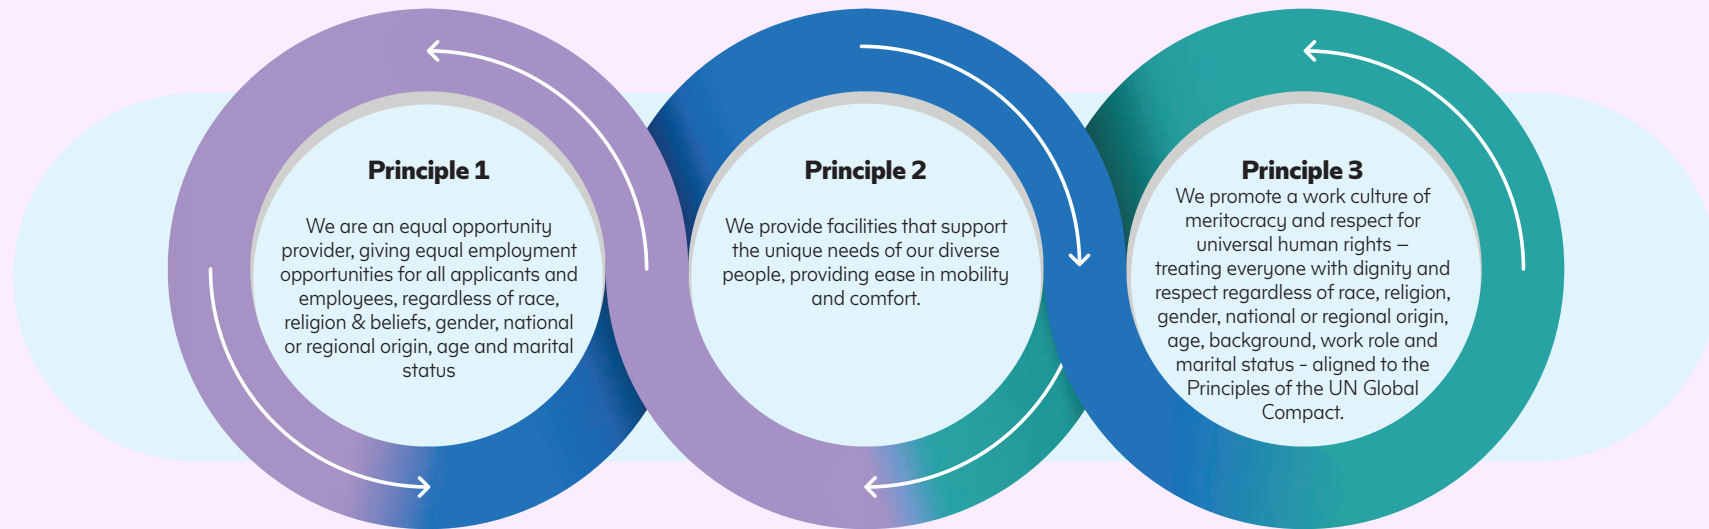 Principle 1
We are an equal opportunity
provider, giving equal employment
opportunities for all applicants and
employees, regardless of race,
religion & beliefs, gender, national
or regional origin, age and marital
status
Principle 2
We provide facilities that support
the unique needs of our diverse
people, providing ease in mobility
and comfort.
Principle 3
We promote a work culture of
meritocracy and respect for
universal human rights –
treating everyone with dignity and
respect regardless of race, religion,
gender, national or regional origin,
age, background, work role and
marital status - aligned to the
Principles of the UN Global
Compact.